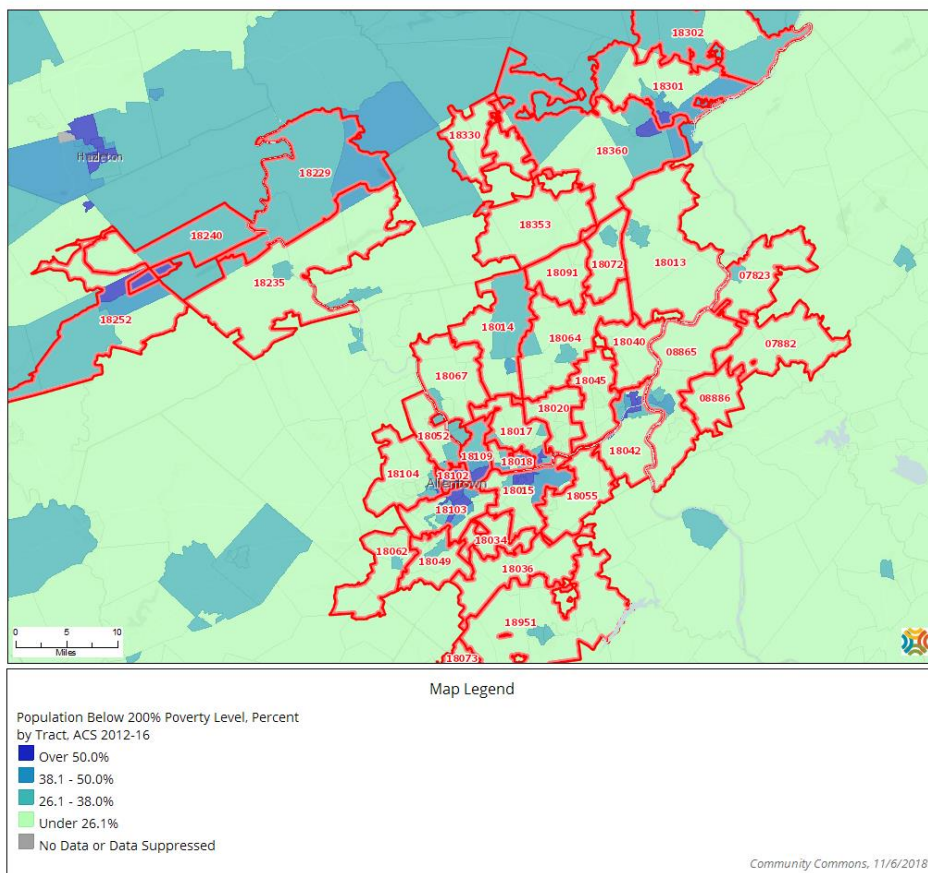 18302
18301
18330
18360
Hazleton
18229
18353
18240
18072
18091
18013
07823
18235
18252
18014
18064
18040
08865
07882
18045
18067
08886
18020
18017
18052
18109
18018
18042
18104
18102
Allentown
18015
18055
18103
18034
18062
18049
18036
18951
18073
0 5 10
Miles
Map Legend
Population Below 200% Poverty Level, Percent
by Tract, ACS 2012-16
Over 50.0%
38.1 - 50.0%
26.1 - 38.0%
Under 26.1%
No Data or Data Suppressed
Community Commons, 11/6/2018